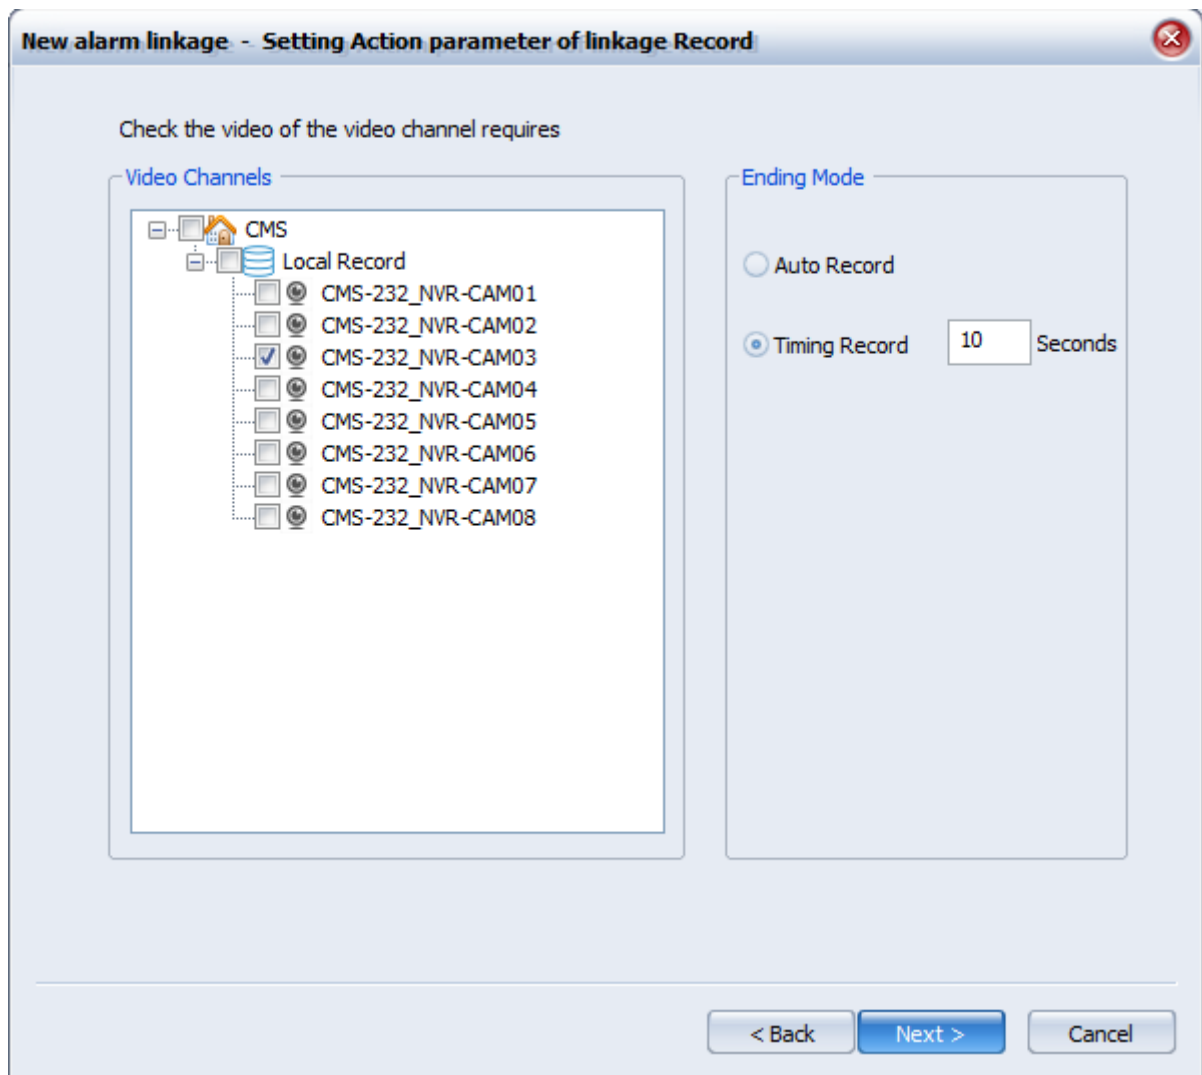 New alarm linkage - Setting Action parameter of linkage Record
Check the video of the video channel requires
Video Channels
CMS
Local Record
CMS-232_NVR-CAM01
CMS-232_NVR-CAM02
CMS-232_NVR-CAM03
CMS-232_NVR-CAM04
CMS-232_NVR-CAM05
CMS-232_NVR-CAM06
CMS-232_NVR-CAM07
CMS-232_NVR-CAM08
Ending Mode
Auto Record
Timing Record 10 Seconds
< Back Next > Cancel